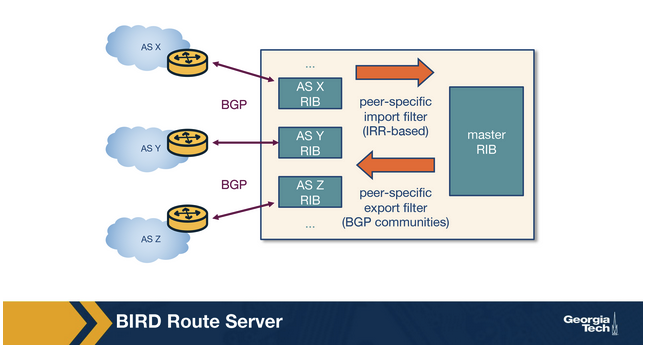 AS X
AS Y
AS Z
BGP
BGP
...
AS X
RIB
AS Y
RIB
AS Z
RIB
...
peer-specific
import filter
(IRR-based)
peer-specific
export filter
(BGP communities)
master
RIB
BIRD Route Server
Georgia
Tech